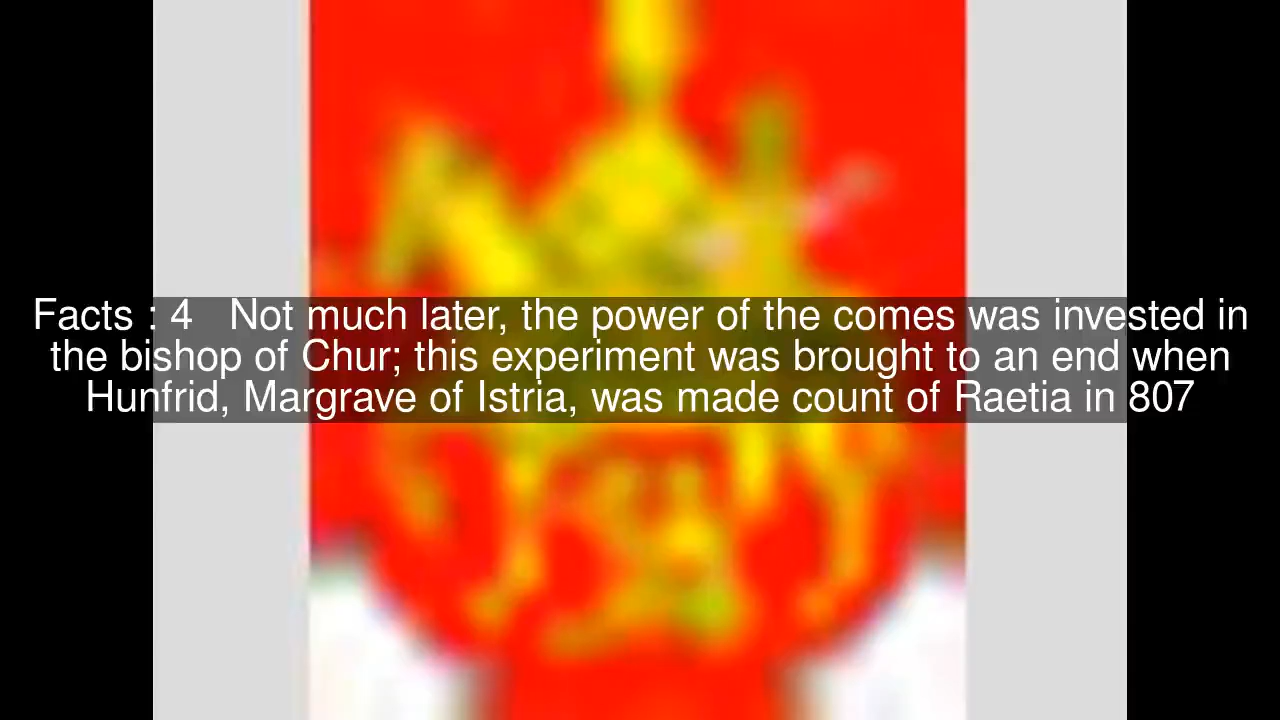 Facts : 4   Not much later, the power of the comes was invested in
the bishop of Chur; this experiment was brought to an end when
Hunfrid, Margrave of Istria, was made count of Raetia in 807